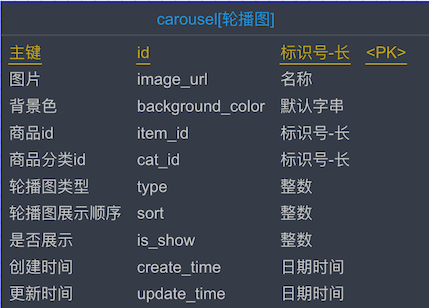 carousel[轮播图]
主键 id 标识号-长 <PK>
图片 image_url 名称
背景色 background_color 默认字串
商品id item_id 标识号-长
商品分类id cat_id 标识号-长
轮播图类型 type 整数
轮播图展示顺序 sort 整数
是否展示 is_show 整数
创建时间 create_time 日期时间
更新时间 update_time 日期时间